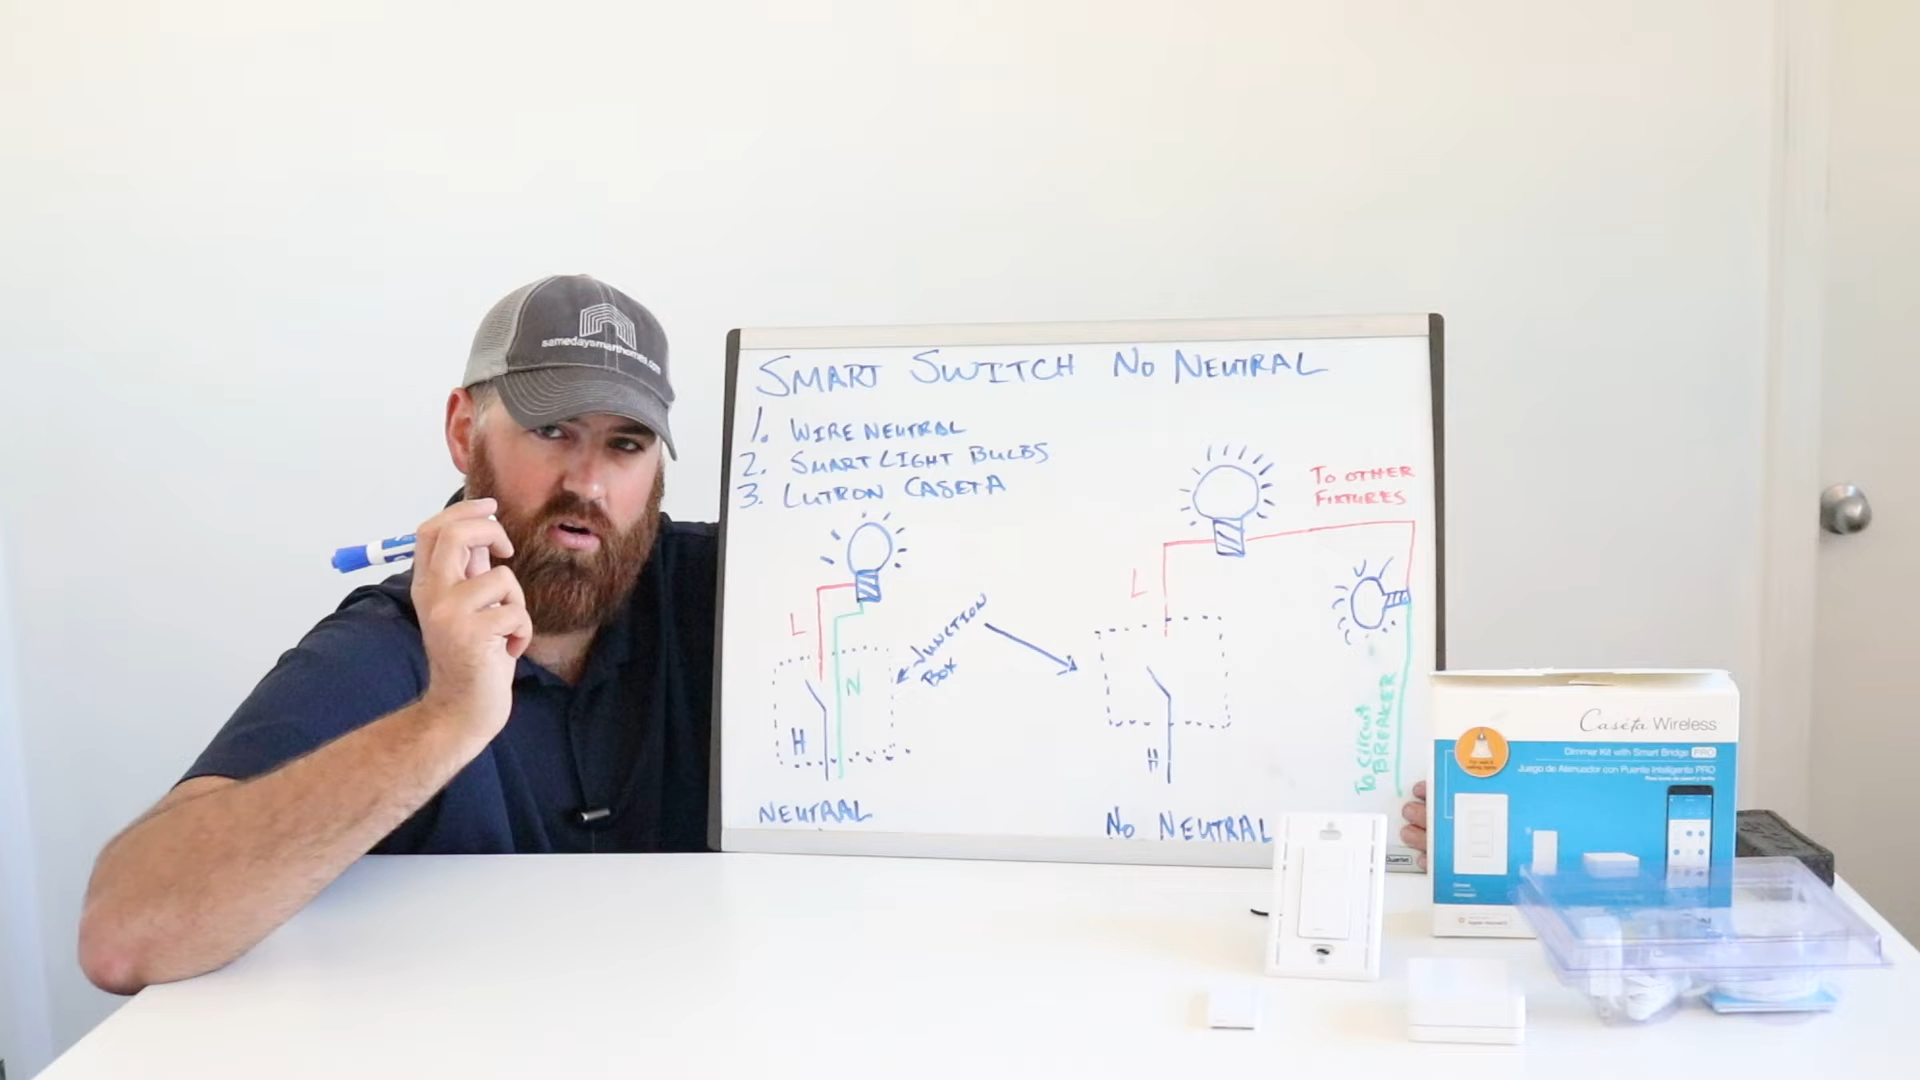 samedaysmarthomes.com
SMART SWITCH NO NEUTRAL
1. WIRE NEUTRAL
2. SMART LIGHT BULBS
3. LUTRON CASETA
TO OTHER
FIXTURES
L
L
JUNCTION
BOX
N
H
H
TO CIRCUIT
BREAKER
NEUTRAL
NO NEUTRAL
Quartet
Caséta Wireless
Dimmer Kit with Smart Bridge PRO
Juego de Atenuador con Puente Inteligente PRO